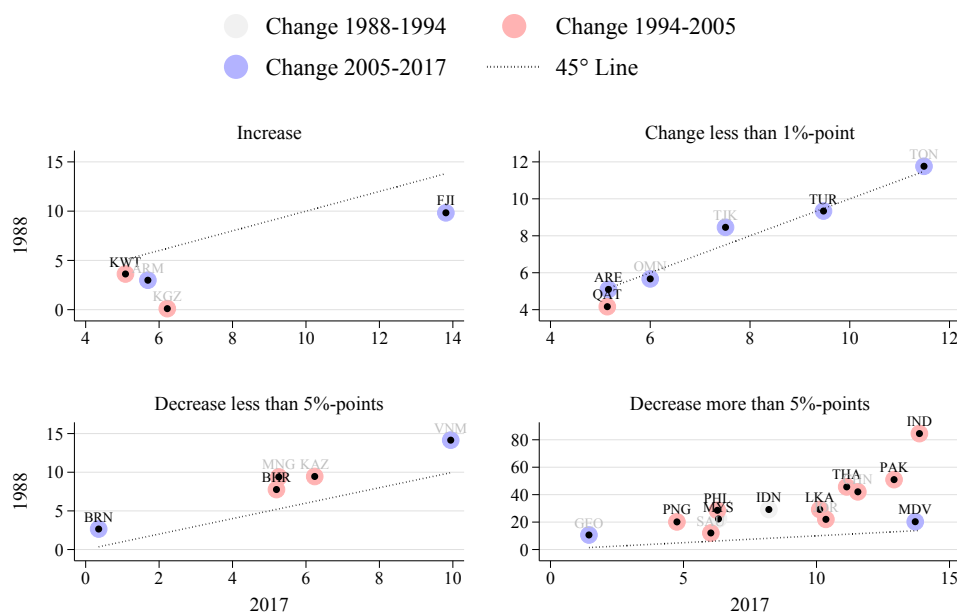 Change 1988-1994
Change 1994-2005
Change 2005-2017
45° Line
Increase
1988
15
10
5
0
KWT
ARM
KGZ
FJI
4
6
8
10
12
14
Change less than 1%-point
12
10
8
6
4
TON
TUR
TJK
OMN
ARE
QAT
4
6
8
10
12
Decrease less than 5%-points
1988
15
10
5
0
VNM
MNG
KAZ
BRN
0
2
4
6
8
10
2017
Decrease more than 5%-points
80
60
40
20
0
IND
PAK
THA
PHI
MYS
IDN
LKA
PNG
MDV
GEO
0
5
10
15
2017